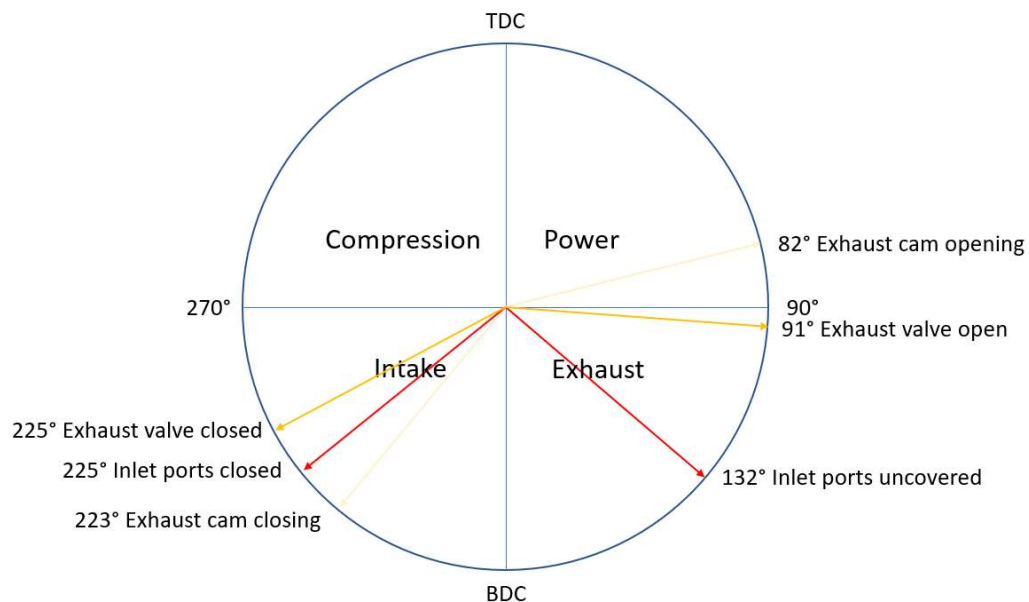 TDC
Compression
Power
82° Exhaust cam opening
270°
90°
91° Exhaust valve open
Intake
Exhaust
225° Exhaust valve closed
225° Inlet ports closed
132° Inlet ports uncovered
223° Exhaust cam closing
BDC